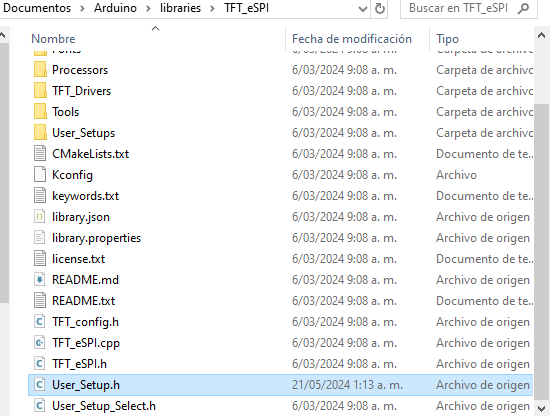 Documentos > Arduino > libraries > TFT_eSPI Buscar en TFT_eSPI
Nombre Fecha de modificación Tipo
Fonts 6/03/2024 9:08 a. m. Carpeta de archivo
Processors 6/03/2024 9:08 a. m. Carpeta de archivo
TFT_Drivers 6/03/2024 9:08 a. m. Carpeta de archivo
Tools 6/03/2024 9:08 a. m. Carpeta de archivo
User_Setups 6/03/2024 9:08 a. m. Carpeta de archivo
CMakeLists.txt 6/03/2024 9:08 a. m. Documento de te...
Kconfig 6/03/2024 9:08 a. m. Archivo
keywords.txt 6/03/2024 9:08 a. m. Documento de te...
library.json 6/03/2024 9:08 a. m. Archivo de origen
library.properties 6/03/2024 9:08 a. m. Archivo de origen
license.txt 6/03/2024 9:08 a. m. Documento de te...
README.md 6/03/2024 9:08 a. m. Archivo de origen
README.txt 6/03/2024 9:08 a. m. Documento de te...
TFT_config.h 6/03/2024 9:08 a. m. Archivo de origen
TFT_eSPI.cpp 6/03/2024 9:08 a. m. Archivo de origen
TFT_eSPI.h 6/03/2024 9:08 a. m. Archivo de origen
User_Setup.h 21/05/2024 1:13 a. m. Archivo de origen
User_Setup_Select.h 6/03/2024 9:08 a. m. Archivo de origen